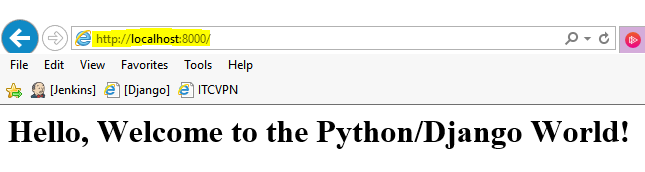 http://localhost:8000/
File Edit View Favorites Tools Help
[Jenkins] [Django] ITCVPN
Hello, Welcome to the Python/Django World!